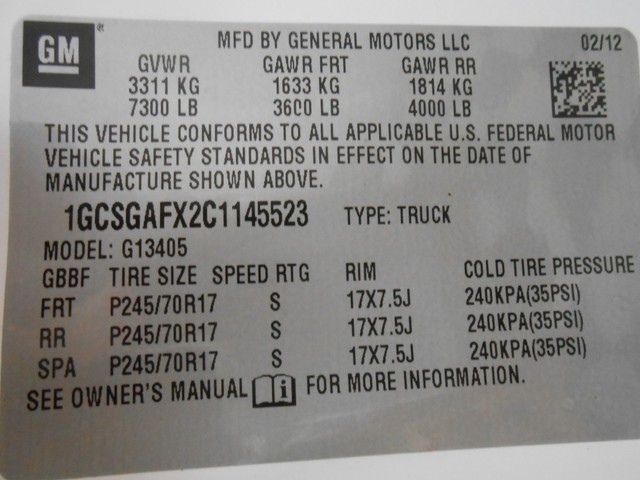 GM ®
MFD BY GENERAL MOTORS LLC 02/12
GVWR GAWR FRT GAWR RR
3311 KG 1633 KG 1814 KG
7300 LB 3600 LB 4000 LB
THIS VEHICLE CONFORMS TO ALL APPLICABLE U.S. FEDERAL MOTOR
VEHICLE SAFETY STANDARDS IN EFFECT ON THE DATE OF
MANUFACTURE SHOWN ABOVE.
1GCSGAFX2C1145523 TYPE: TRUCK
MODEL: G13405
GBBF TIRE SIZE SPEED RTG RIM COLD TIRE PRESSURE
FRT P245/70R17 S 17X7.5J 240KPA(35PSI)
RR P245/70R17 S 17X7.5J 240KPA(35PSI)
SPA P245/70R17 S 17X7.5J 240KPA(35PSI)
SEE OWNER'S MANUAL i FOR MORE INFORMATION.